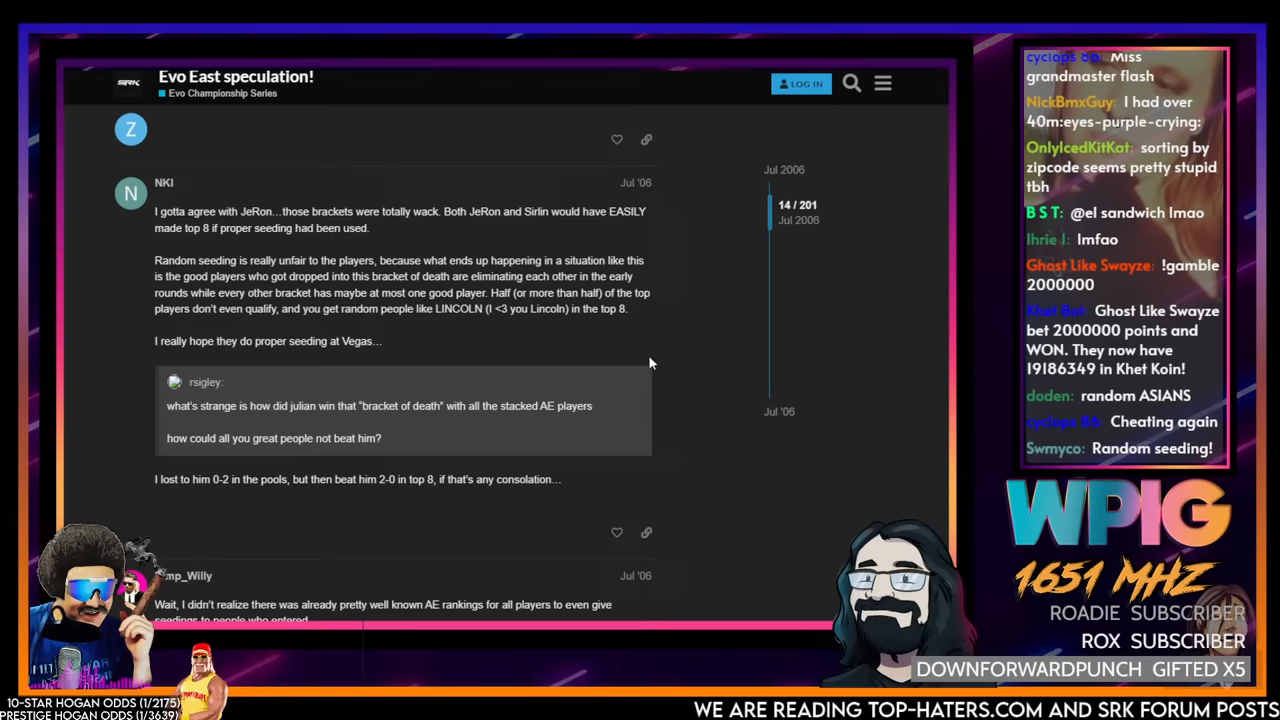 SRK
Evo East speculation!
Evo Championship Series
LOG IN
Z
N
NKI
Jul '06
I gotta agree with JeRon…those brackets were totally wack. Both JeRon and Sirlin would have EASILY
made top 8 if proper seeding had been used.
Random seeding is really unfair to the players, because what ends up happening in a situation like this
is the good players who got dropped into this bracket of death are eliminating each other in the early
rounds while every other bracket has maybe at most one good player. Half (or more than half) of the top
players don't even qualify, and you get random people like LINCOLN (I <3 you Lincoln) in the top 8.
I really hope they do proper seeding at Vegas…
rsigley:
what's strange is how did julian win that "bracket of death" with all the stacked AE players
how could all you great people not beat him?
I lost to him 0-2 in the pools, but then beat him 2-0 in top 8, if that's any consolation…
mp_Willy
Jul '06
Wait, I didn't realize there was already pretty well known AE rankings for all players to even give
seedings to people who entered
Jul 2006
14 / 201
Jul 2006
Jul '06
cyclops 86: Miss
grandmaster flash
NickBmxGuy: I had over
40m:eyes-purple-crying:
OnlyIcedKitKat: sorting by
zipcode seems pretty stupid
tbh
B S T: @el sandwich lmao
Ihrie I: lmfao
Ghost Like Swayze: !gamble
2000000
Khet Bot: Ghost Like Swayze
bet 2000000 points and
WON. They now have
19186349 in Khet Koin!
doden: random ASIANS
cyclops 86: Cheating again
Swmyco: Random seeding!
WPIG
1651 MHZ
ROADIE SUBSCRIBER
ROX SUBSCRIBER
DOWNFORWARDPUNCH GIFTED X5
10-STAR HOGAN ODDS (1/2175)
PRESTIGE HOGAN ODDS (1/3639)
WE ARE READING TOP-HATERS.COM AND SRK FORUM POSTS